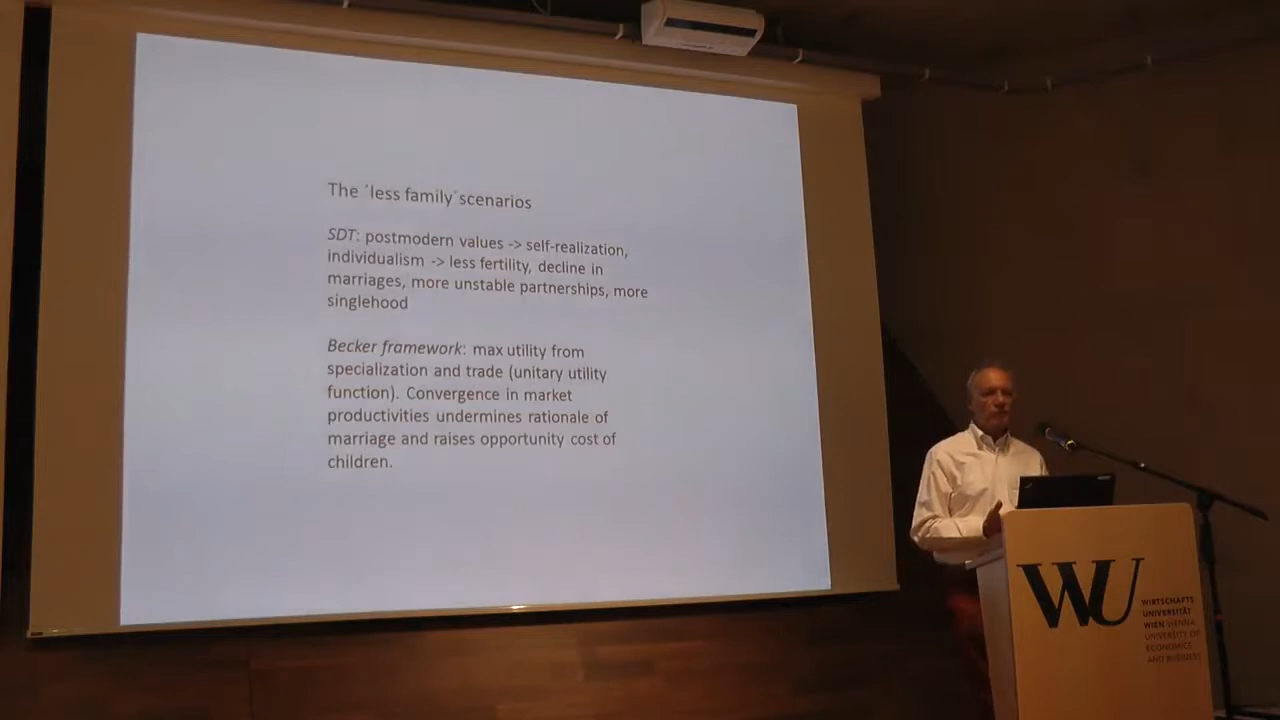 The ´less family´scenarios
SDT: postmodern values -> self-realization,
individualism -> less fertility, decline in
marriages, more unstable partnerships, more
singlehood
Becker framework: max utility from
specialization and trade (unitary utility
function). Convergence in market
productivities undermines rationale of
marriage and raises opportunity cost of
children.
WU
WIRTSCHAFTS
UNIVERSITÄT
WIEN VIENNA
UNIVERSITY OF
ECONOMICS
AND BUSINESS